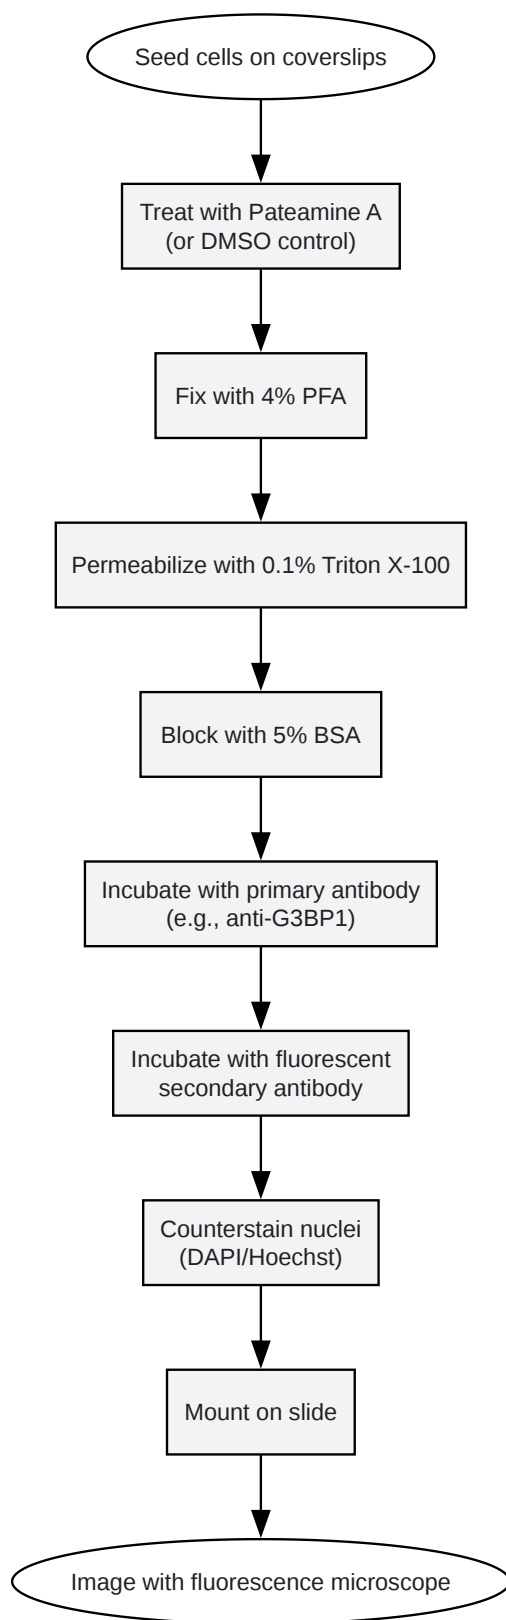 Seed cells on coverslips
Treat with Pateamine A
(or DMSO control)
Fix with 4% PFA
Permeabilize with 0.1% Triton X-100
Block with 5% BSA
Incubate with primary antibody
(e.g., anti-G3BP1)
Incubate with fluorescent
secondary antibody
Counterstain nuclei
(DAPI/Hoechst)
Mount on slide
Image with fluorescence microscope